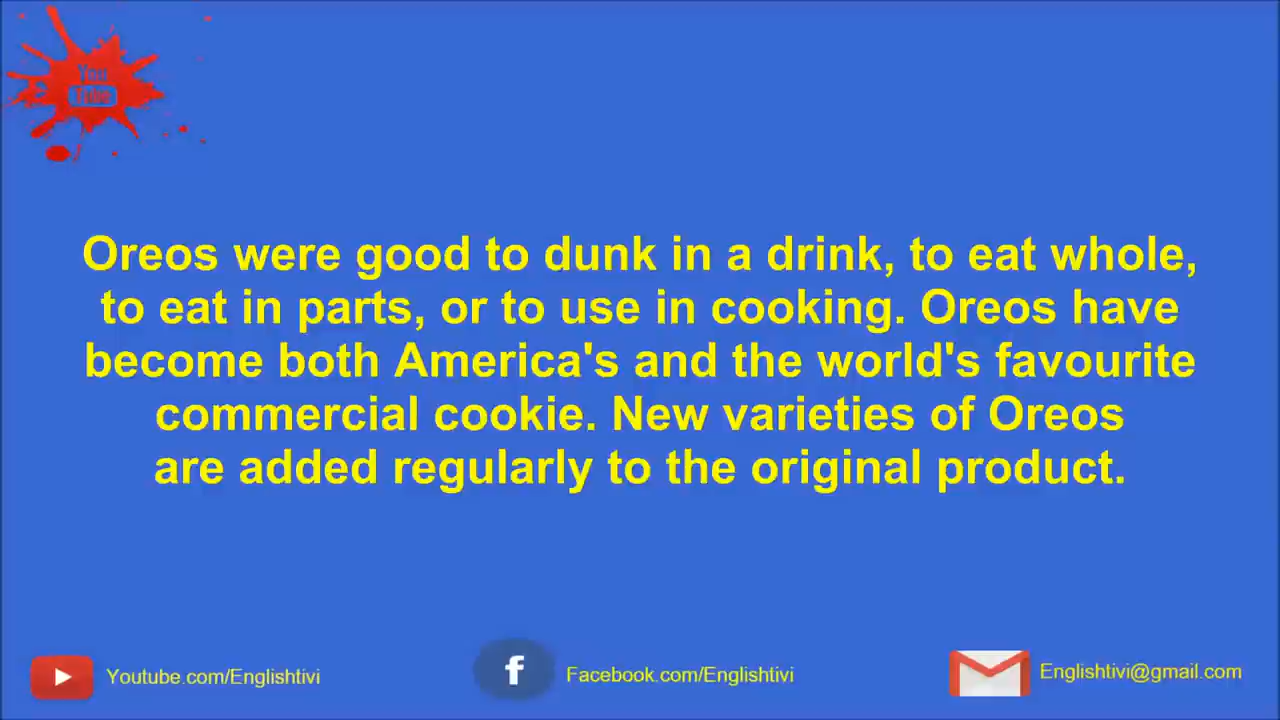 You
Tube
Oreos were good to dunk in a drink, to eat whole,
to eat in parts, or to use in cooking. Oreos have
become both America's and the world's favourite
commercial cookie. New varieties of Oreos
are added regularly to the original product.
Youtube.com/Englishtivi
f
Facebook.com/Englishtivi
Englishtivi@gmail.com